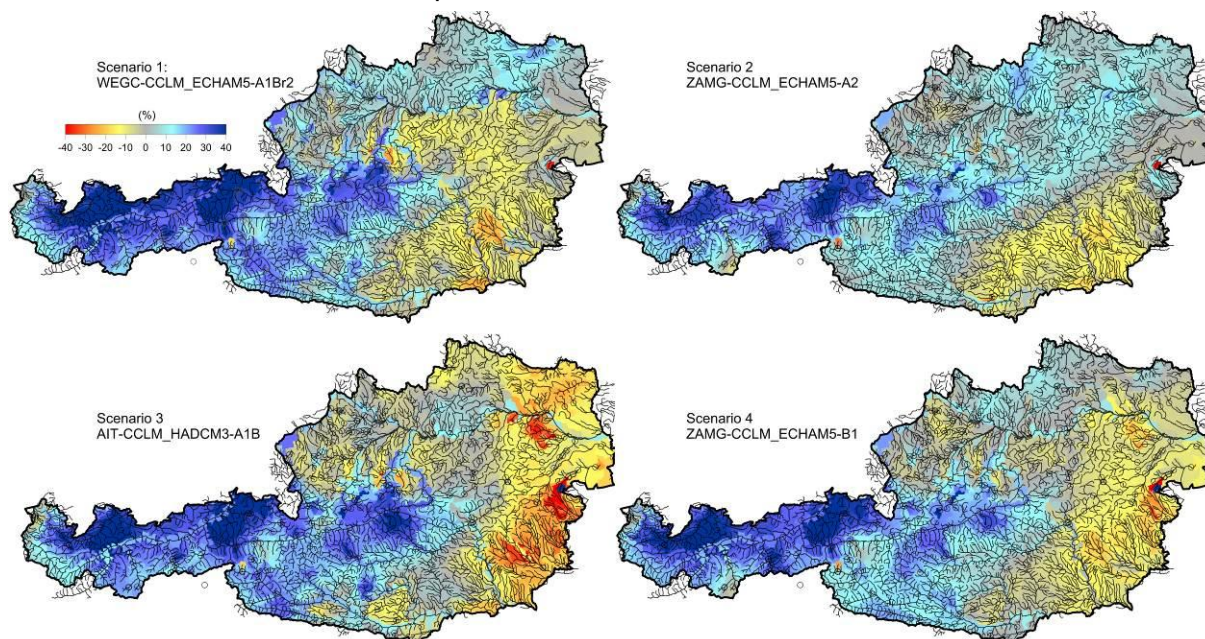 Scenario 1:
WEGC-CCLM_ECHAM5-A1Br2
(%)
-40 -30 -20 -10 0 10 20 30 40
Scenario 2
ZAMG-CCLM_ECHAM5-A2
Scenario 3
AIT-CCLM_HADCM3-A1B
Scenario 4
ZAMG-CCLM_ECHAM5-B1